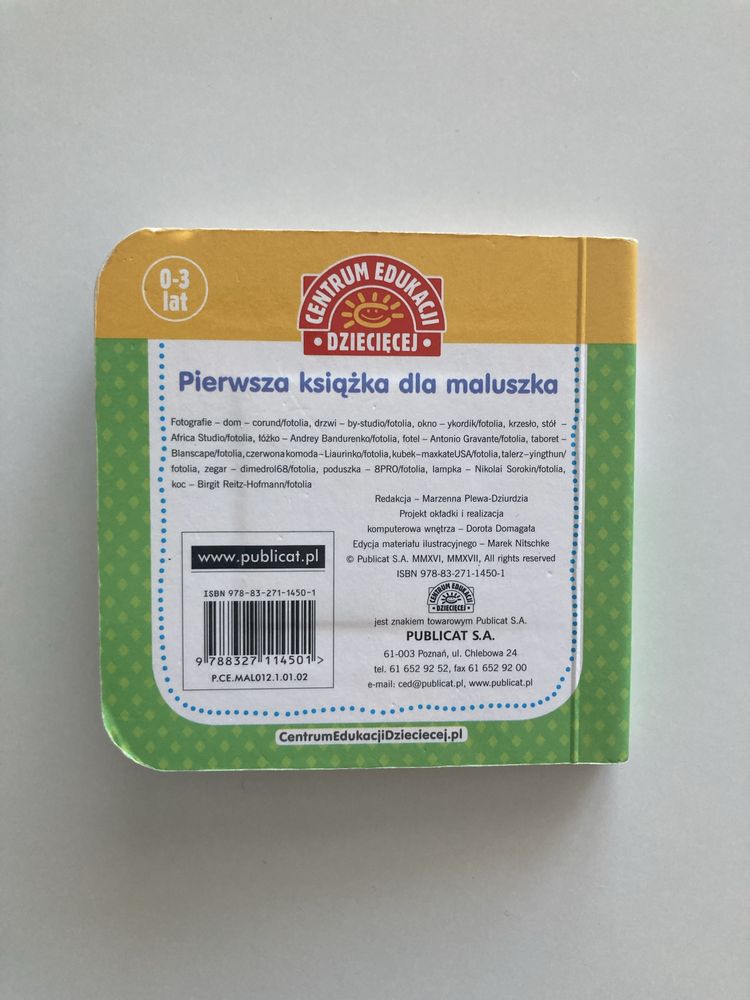 0-3
lat
CENTRUM EDUKACJI
• DZIECIĘCEJ •
Pierwsza książka dla maluszka
Fotografie – dom – corund/fotolia, drzwi – by-studio/fotolia, okno – ykordik/fotolia, krzesło, stół –
Africa Studio/fotolia, łóżko – Andrey Bandurenko/fotolia, fotel – Antonio Gravante/fotolia, taboret –
Blanscape/fotolia, czerwona komoda – Liaurinko/fotolia, kubek – maxkateUSA/fotolia, talerz – yingthun/
fotolia, zegar – dimedrol68/fotolia, poduszka – 8PRO/fotolia, lampka – Nikolai Sorokin/fotolia,
koc – Birgit Reitz-Hofmann/fotolia
Redakcja – Marzenna Plewa-Dziurdzia
Projekt okładki i realizacja
komputerowa wnętrza – Dorota Domagała
Edycja materiału ilustracyjnego – Marek Nitschke
© Publicat S.A. MMXVI, MMXVII, All rights reserved
ISBN 978-83-271-1450-1
CENTRUM EDUKACJI
• DZIECIĘCEJ •
jest znakiem towarowym Publicat S.A.
PUBLICAT S.A.
61-003 Poznań, ul. Chlebowa 24
tel. 61 652 92 52, fax 61 652 92 00
e-mail: ced@publicat.pl, www.publicat.pl
www.publicat.pl
ISBN 978-83-271-1450-1
9 788327 114501 >
P.CE.MAL012.1.01.02
CentrumEdukacjiDzieciecej.pl